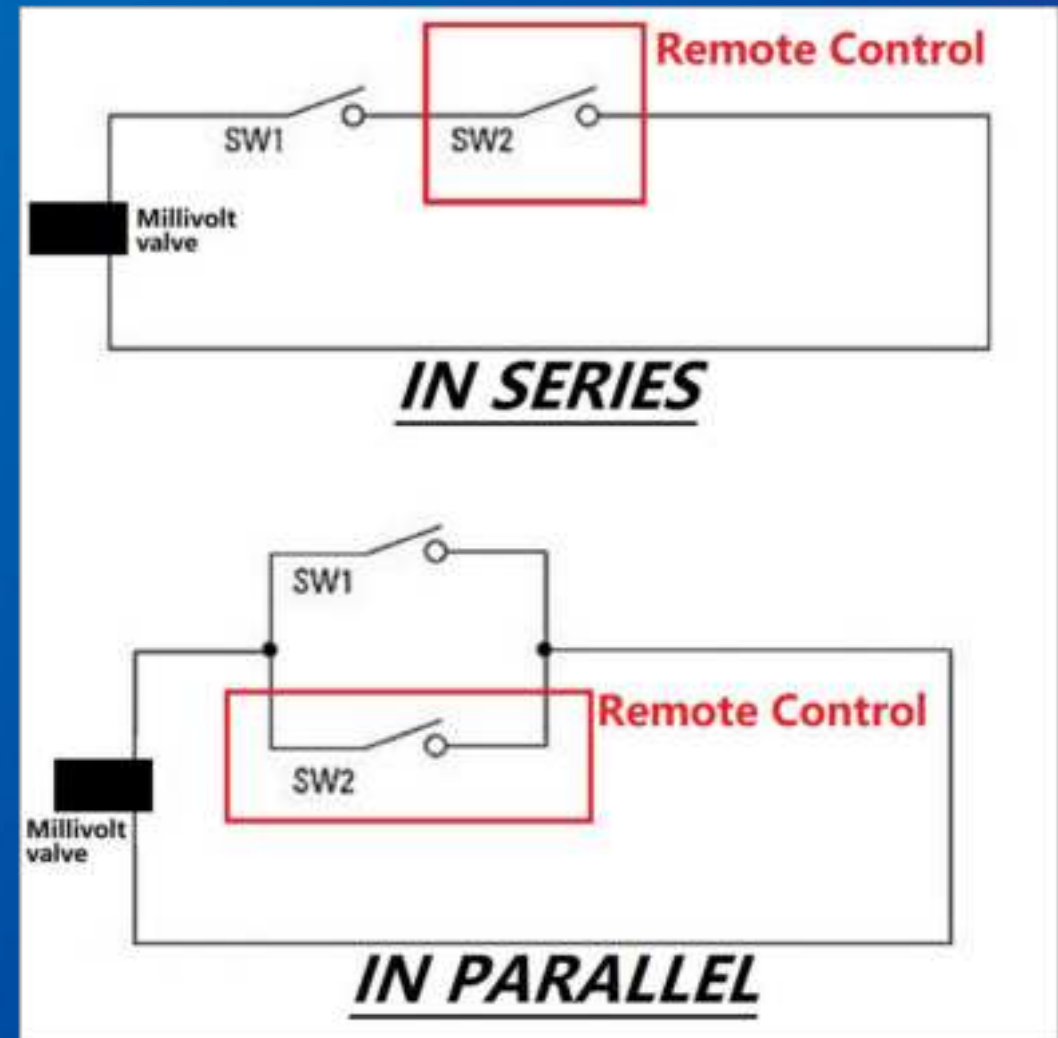 Remote Control
SW1
SW2
Millivolt
valve
IN SERIES
SW1
Remote Control
SW2
Millivolt
valve
IN PARALLEL